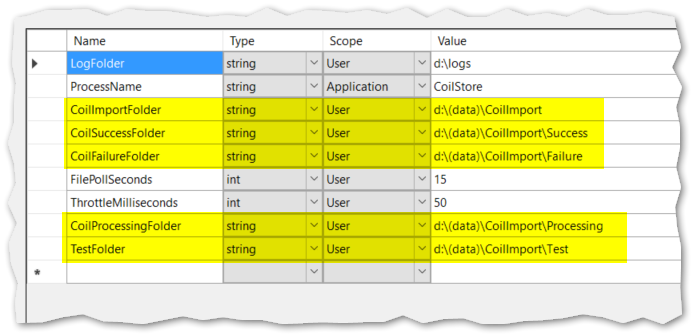 Name Type Scope Value
LogFolder string User d:\logs
ProcessName string Application CoilStore
CoilImportFolder string User d:\(data)\CoilImport
CoilSuccessFolder string User d:\(data)\CoilImport\Success
CoilFailureFolder string User d:\(data)\CoilImport\Failure
FilePollSeconds int User 15
ThrottleMilliseconds int User 50
CoilProcessingFolder string User d:\(data)\CoilImport\Processing
TestFolder string User d:\(data)\CoilImport\Test
*